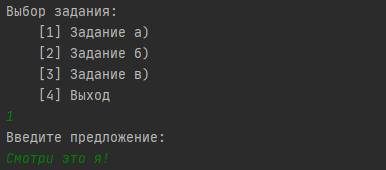 Выбор задания:
[1] Задание а)
[2] Задание б)
[3] Задание в)
[4] Выход
1
Введите предложение:
Смотри это я!